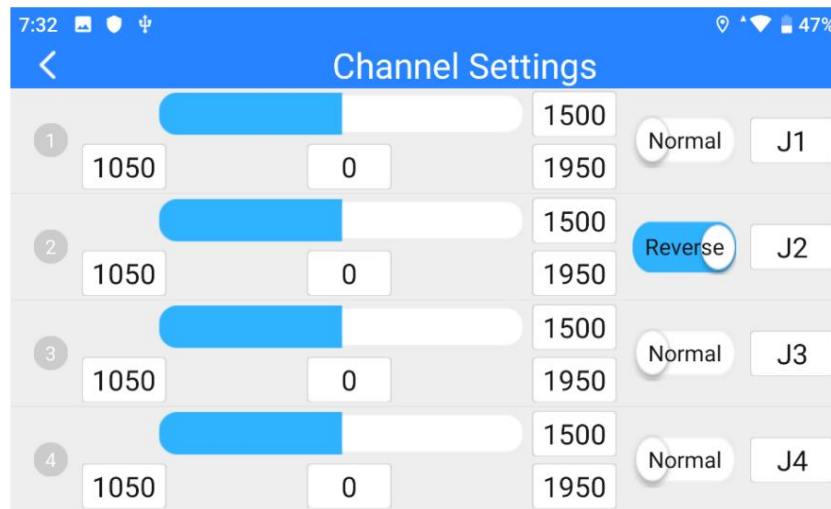 7:32 47%
Channel Settings
1 1500 Normal J1
1050 0 1950
2 1500 Reverse J2
1050 0 1950
3 1500 Normal J3
1050 0 1950
4 1500 Normal J4
1050 0 1950